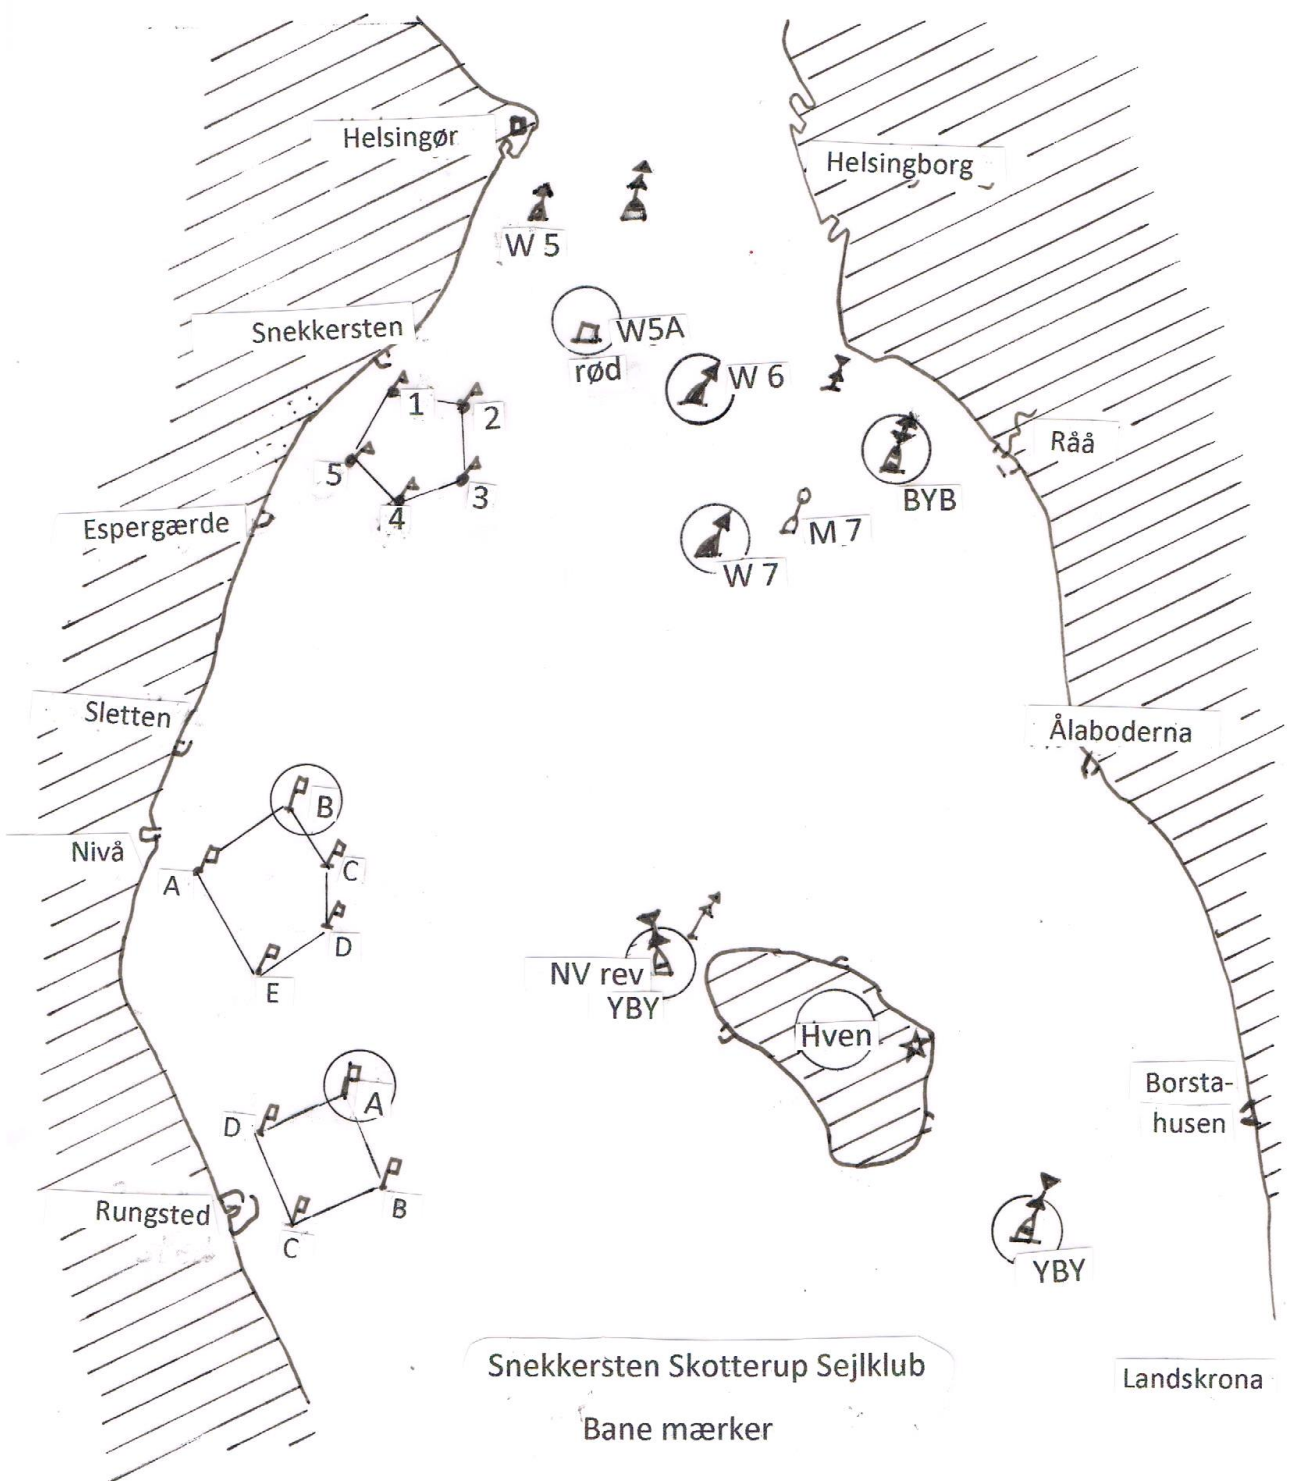 Helsingør
Helsingborg
W 5
Snekkersten
W5A
rød
W 6
1
2
Råå
5
3
BYB
4
Espergærde
M 7
W 7
Sletten
Ålaboderna
B
Nivå
C
A
D
NV rev
E
YBY
Hven
Borsta-
A
husen
D
Rungsted
B
C
YBY
Snekkersten Skotterup Sejlklub
Landskrona
Bane mærker